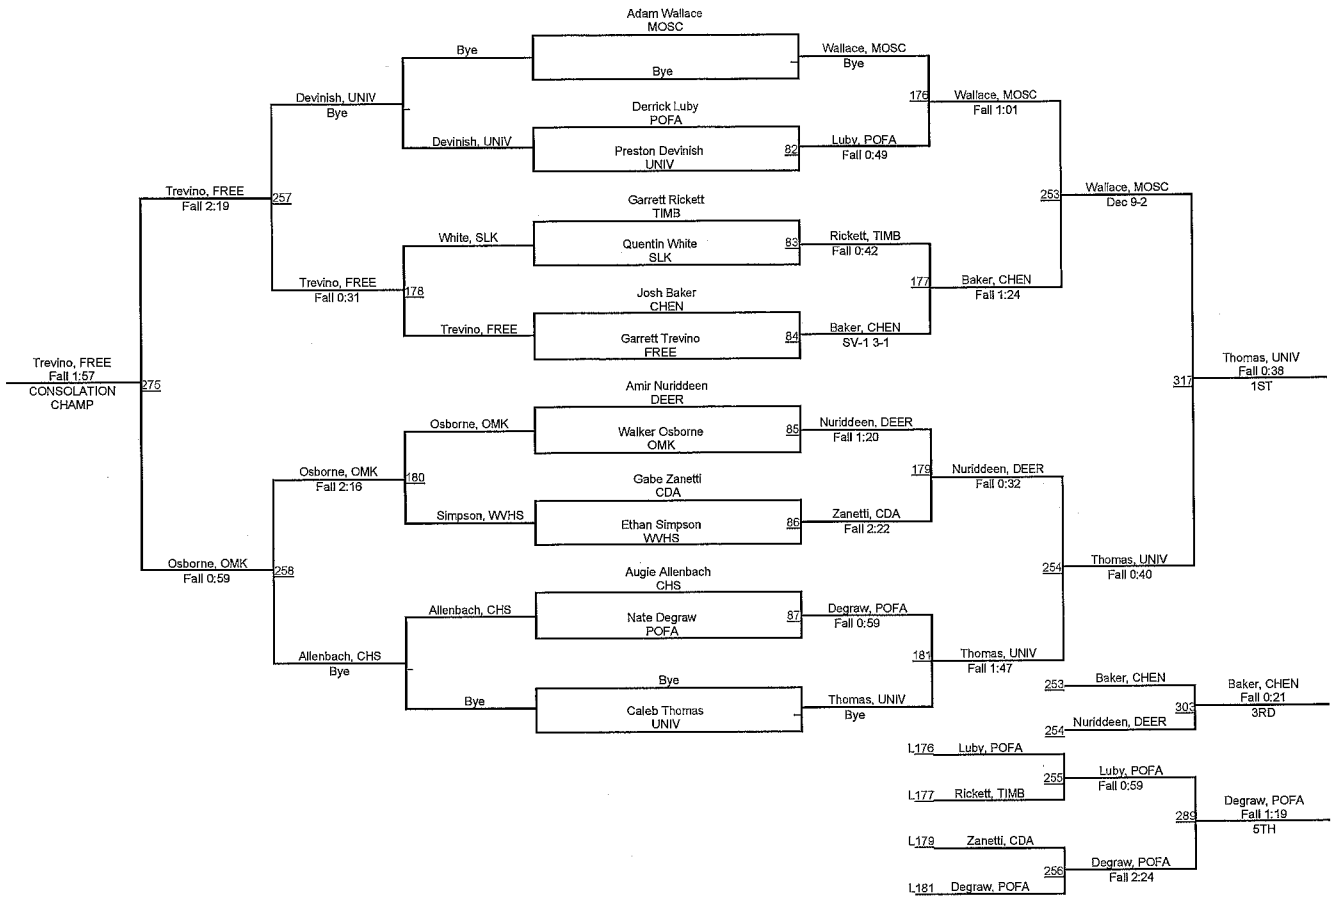 Adam Wallace
MOSC
Bye
Wallace, MOSC
Bye
Bye
Devinish, UNIV
Bye
176
Wallace, MOSC
Fall 1:01
Derrick Luby
POFA
Devinish, UNIV
Preston Devinish
UNIV
82
Luby, POFA
Fall 0:49
Trevino, FREE
Fall 2:19
257
253
Wallace, MOSC
Dec 9-2
Garrett Rickett
TIMB
White, SLK
Quentin White
SLK
83
Rickett, TIMB
Fall 0:42
Trevino, FREE
Fall 0:31
178
177
Baker, CHEN
Fall 1:24
Josh Baker
CHEN
Trevino, FREE
Garrett Trevino
FREE
84
Baker, CHEN
SV-1 3-1
Trevino, FREE
Fall 1:57
CONSOLATION
CHAMP
275
317
Thomas, UNIV
Fall 0:38
1ST
Amir Nuriddeen
DEER
Osborne, OMK
Walker Osborne
OMK
85
Nuriddeen, DEER
Fall 1:20
Osborne, OMK
Fall 2:16
180
179
Nuriddeen, DEER
Fall 0:32
Gabe Zanetti
CDA
Simpson, WVHS
Ethan Simpson
WVHS
86
Zanetti, CDA
Fall 2:22
Osborne, OMK
Fall 0:59
258
254
Thomas, UNIV
Fall 0:40
Augie Allenbach
CHS
Allenbach, CHS
Nate Degraw
POFA
87
Degraw, POFA
Fall 0:59
Allenbach, CHS
Bye
181
Thomas, UNIV
Fall 1:47
Bye
Bye
Caleb Thomas
UNIV
Thomas, UNIV
Bye
253
Baker, CHEN
303
Baker, CHEN
Fall 0:21
3RD
254
Nuriddeen, DEER
L176
Luby, POFA
255
Luby, POFA
Fall 0:59
L177
Rickett, TIMB
289
Degraw, POFA
Fall 1:19
5TH
L179
Zanetti, CDA
256
Degraw, POFA
Fall 2:24
L181
Degraw, POFA